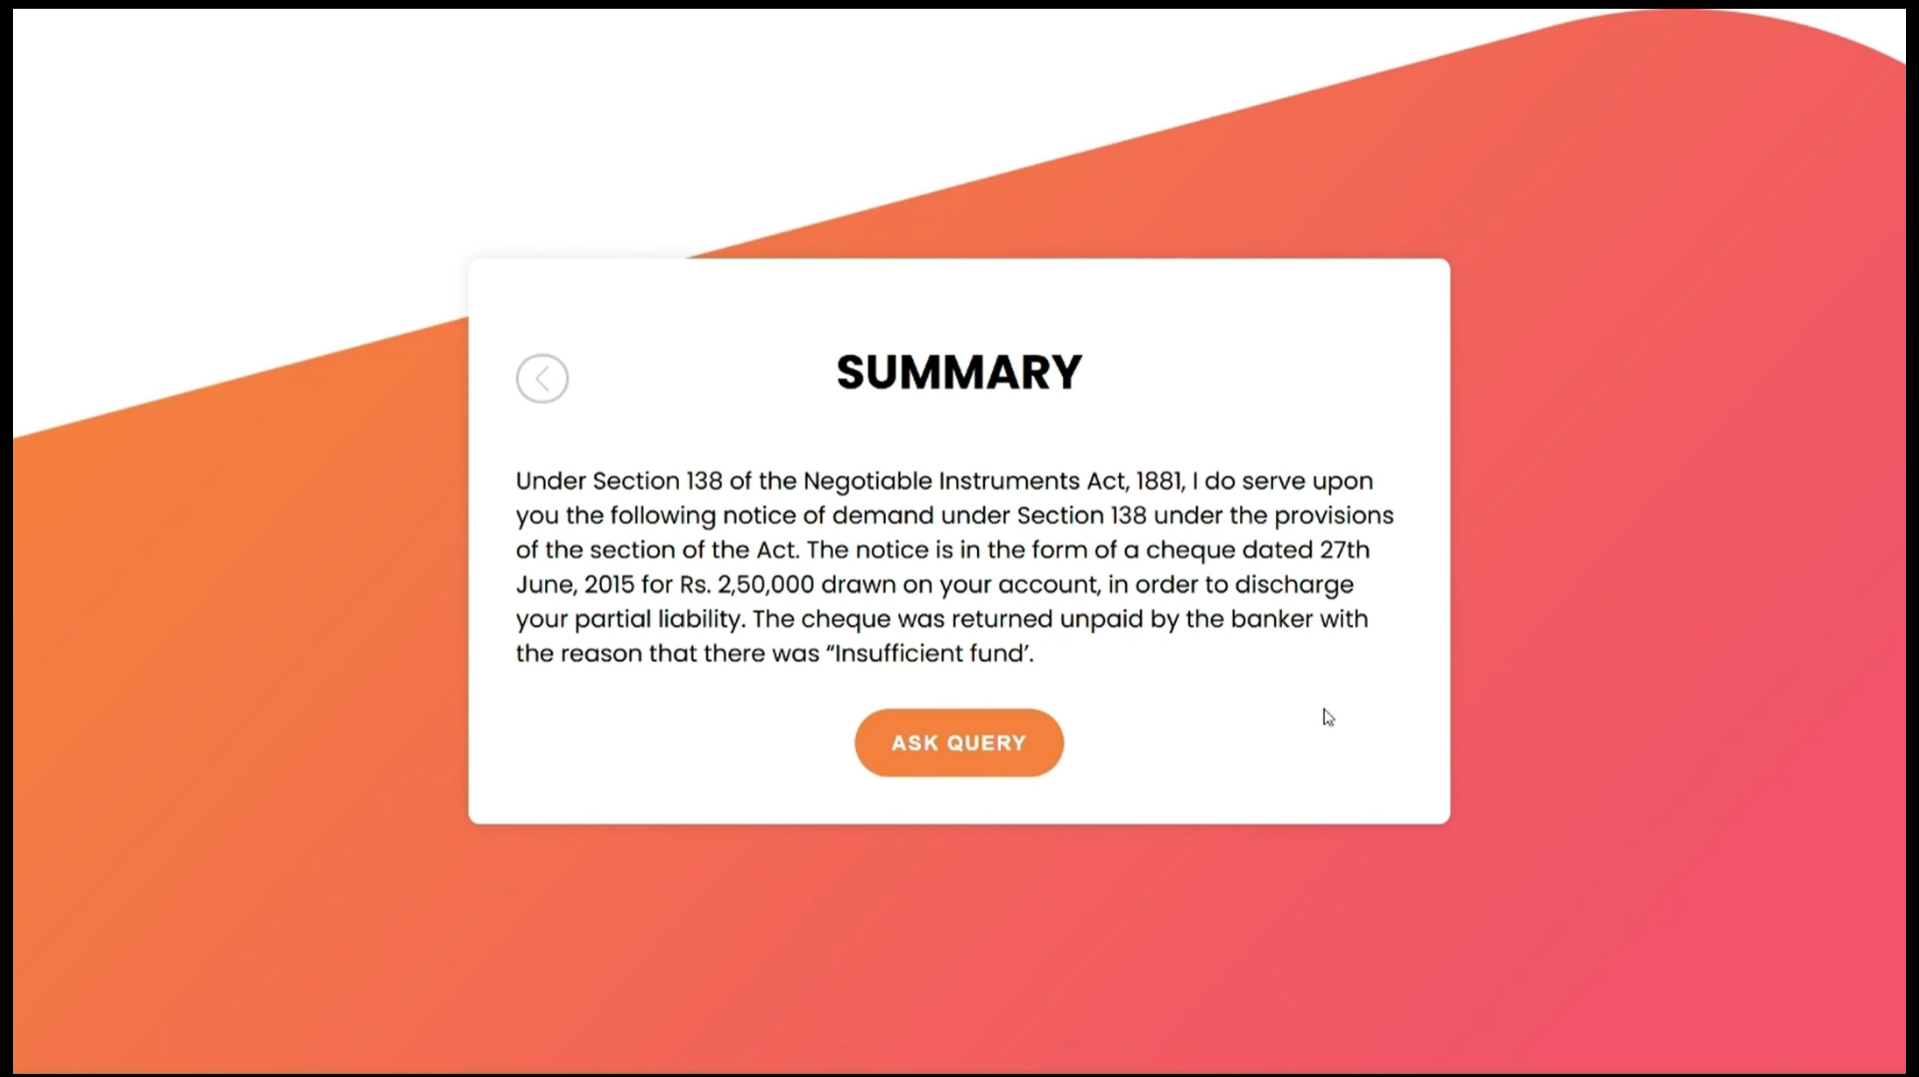 SUMMARY
Under Section 138 of the Negotiable Instruments Act, 1881, I do serve upon
you the following notice of demand under Section 138 under the provisions
of the section of the Act. The notice is in the form of a cheque dated 27th
June, 2015 for Rs. 2,50,000 drawn on your account, in order to discharge
your partial liability. The cheque was returned unpaid by the banker with
the reason that there was “Insufficient fund’.
ASK QUERY